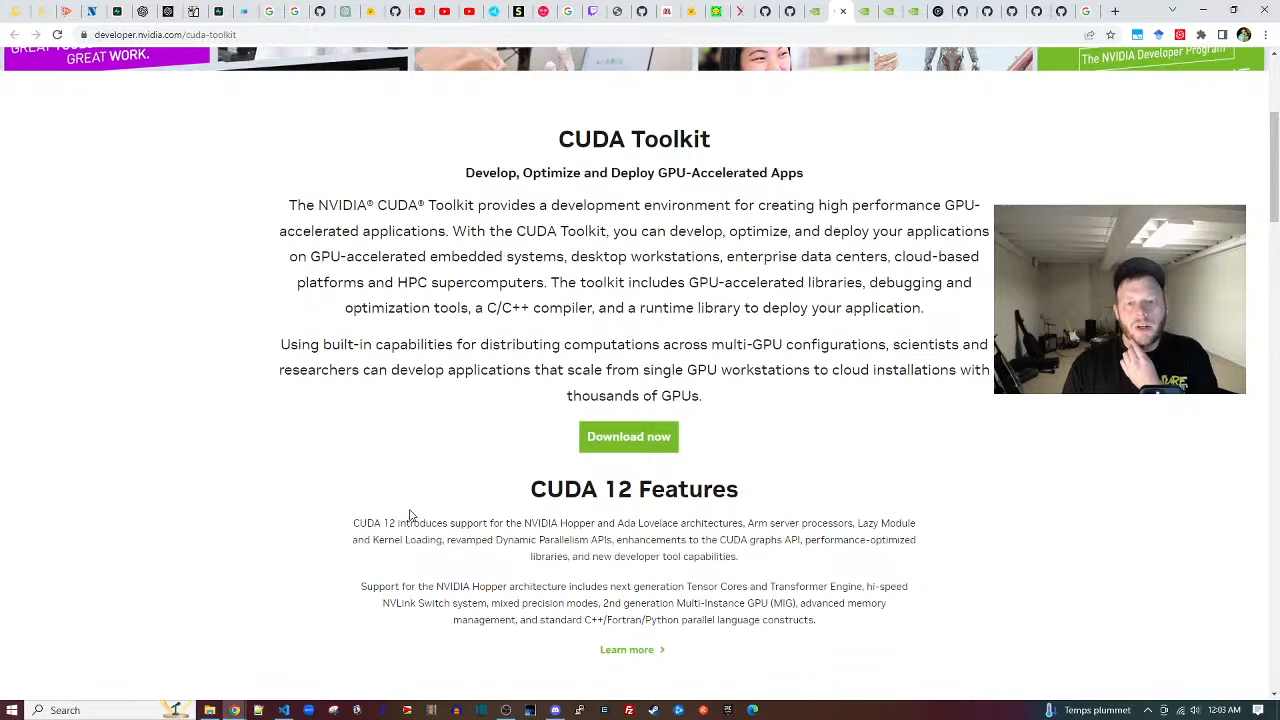 developer.nvidia.com/cuda-toolkit
GREAT WORK.
The NVIDIA Developer Program
CUDA Toolkit
Develop, Optimize and Deploy GPU-Accelerated Apps
The NVIDIA® CUDA® Toolkit provides a development environment for creating high performance GPU-
accelerated applications. With the CUDA Toolkit, you can develop, optimize, and deploy your applications
on GPU-accelerated embedded systems, desktop workstations, enterprise data centers, cloud-based
platforms and HPC supercomputers. The toolkit includes GPU-accelerated libraries, debugging and
optimization tools, a C/C++ compiler, and a runtime library to deploy your application.
Using built-in capabilities for distributing computations across multi-GPU configurations, scientists and
researchers can develop applications that scale from single GPU workstations to cloud installations with
thousands of GPUs.
Download now
CUDA 12 Features
CUDA 12 introduces support for the NVIDIA Hopper and Ada Lovelace architectures, Arm server processors, Lazy Module
and Kernel Loading, revamped Dynamic Parallelism APIs, enhancements to the CUDA graphs API, performance-optimized
libraries, and new developer tool capabilities.
Support for the NVIDIA Hopper architecture includes next generation Tensor Cores and Transformer Engine, hi-speed
NVLink Switch system, mixed precision modes, 2nd generation Multi-Instance GPU (MIG), advanced memory
management, and standard C++/Fortran/Python parallel language constructs.
Learn more >
Search
Temps plummet
12:03 AM